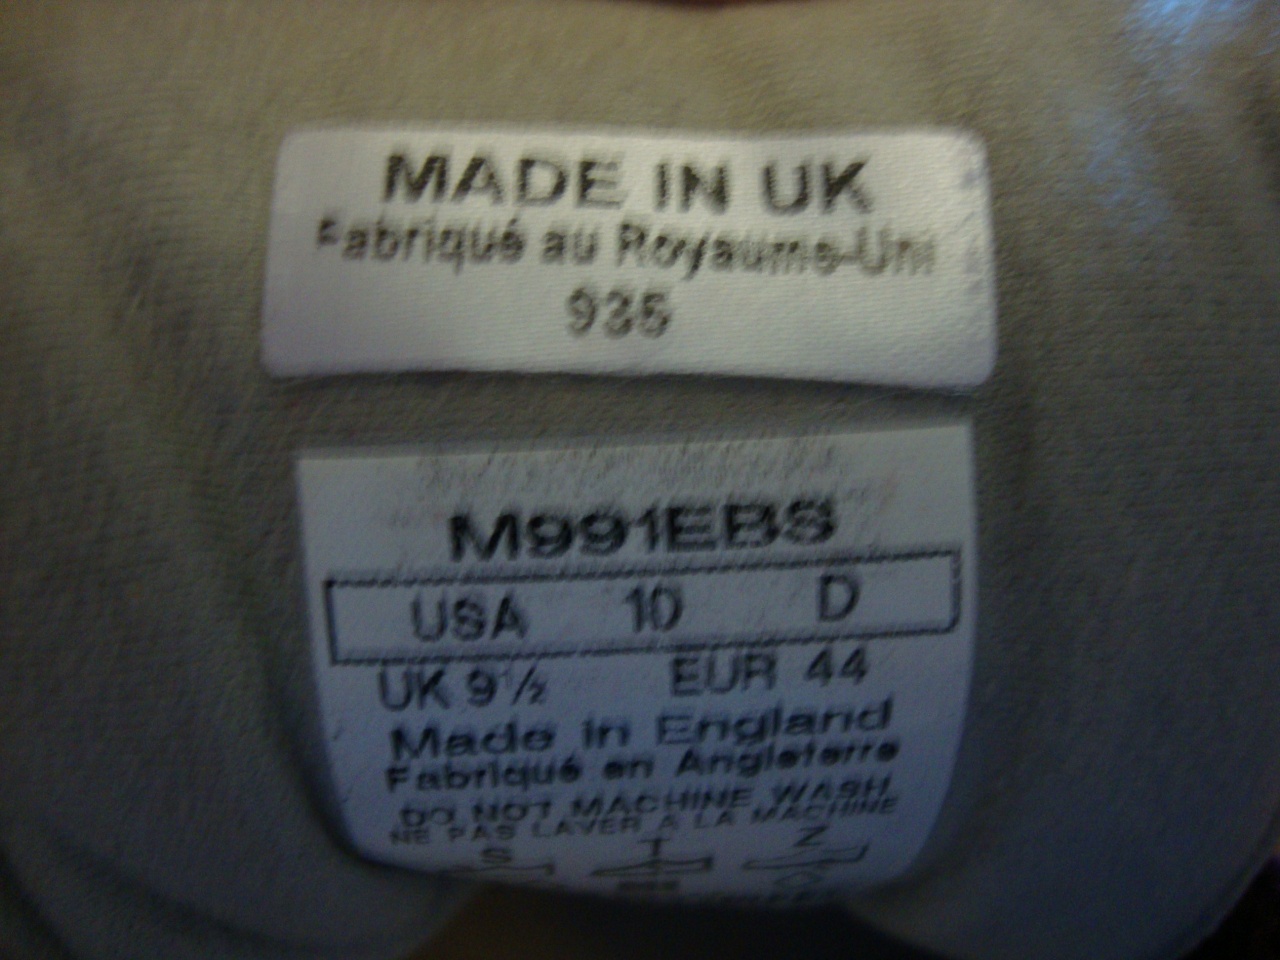 MADE IN UK
Fabriqué au Royaume-Uni
935
M991EBS
USA 10 D
UK 9½ EUR 44
Made in England
Fabriqué en Angleterre
DO NOT MACHINE WASH
NE PAS LAVER A LA MACHINE
S T Z